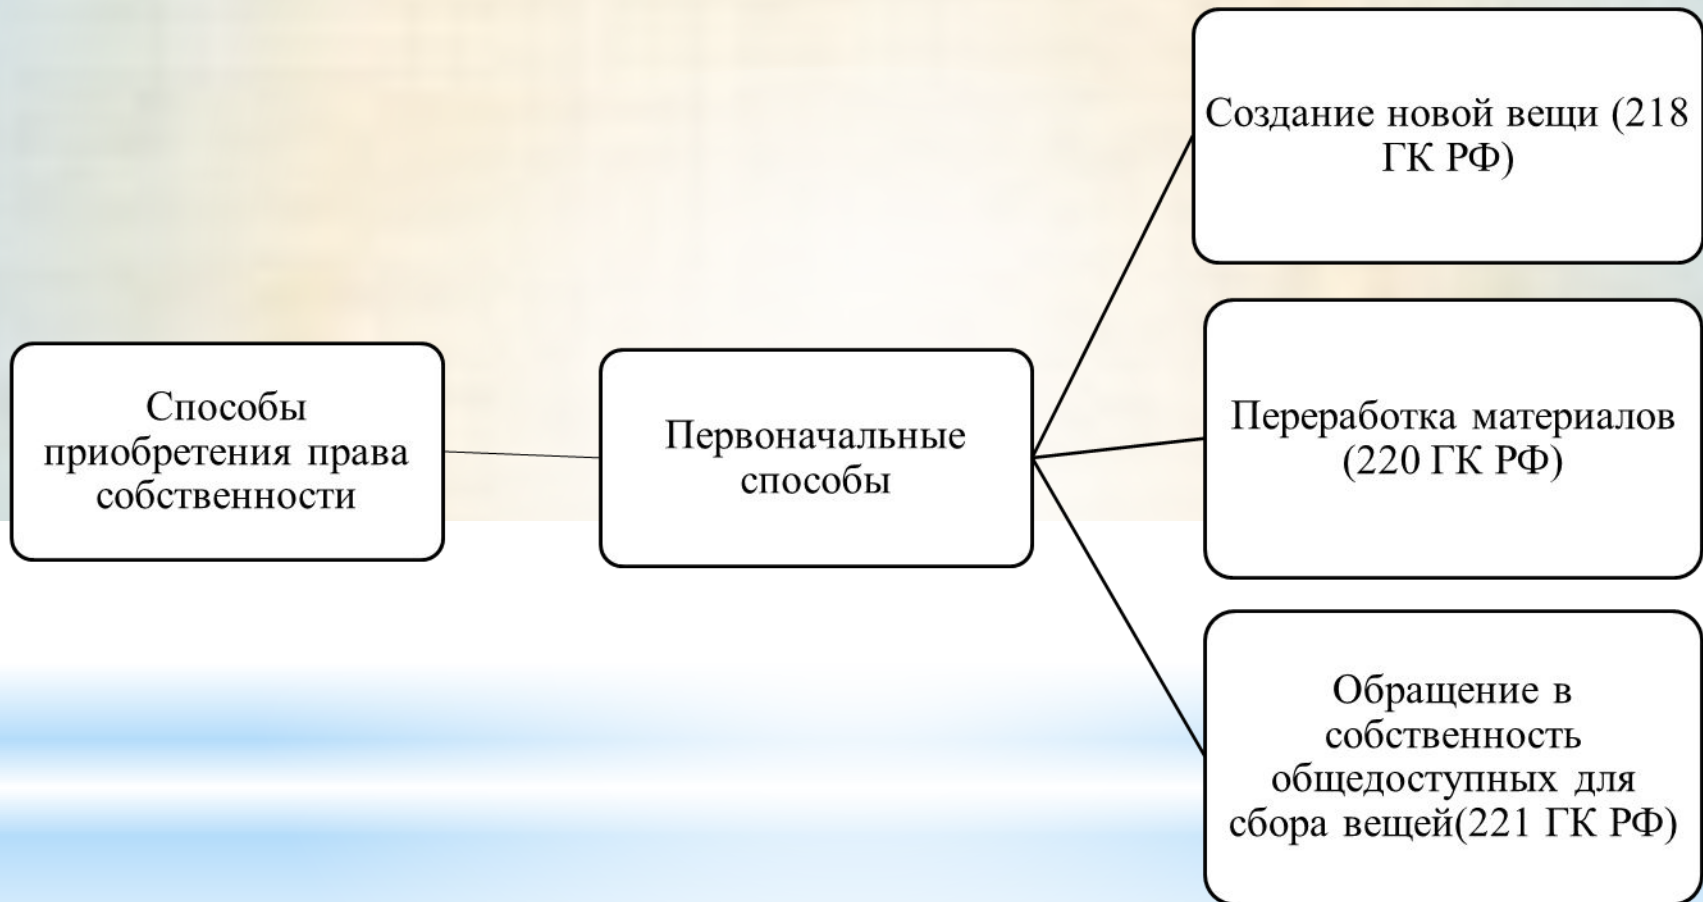 Способы
приобретения права
собственности
Первоначальные
способы
Создание новой вещи (218
ГК РФ)
Переработка материалов
(220 ГК РФ)
Обращение в
собственность
общедоступных для
сбора вещей(221 ГК РФ)